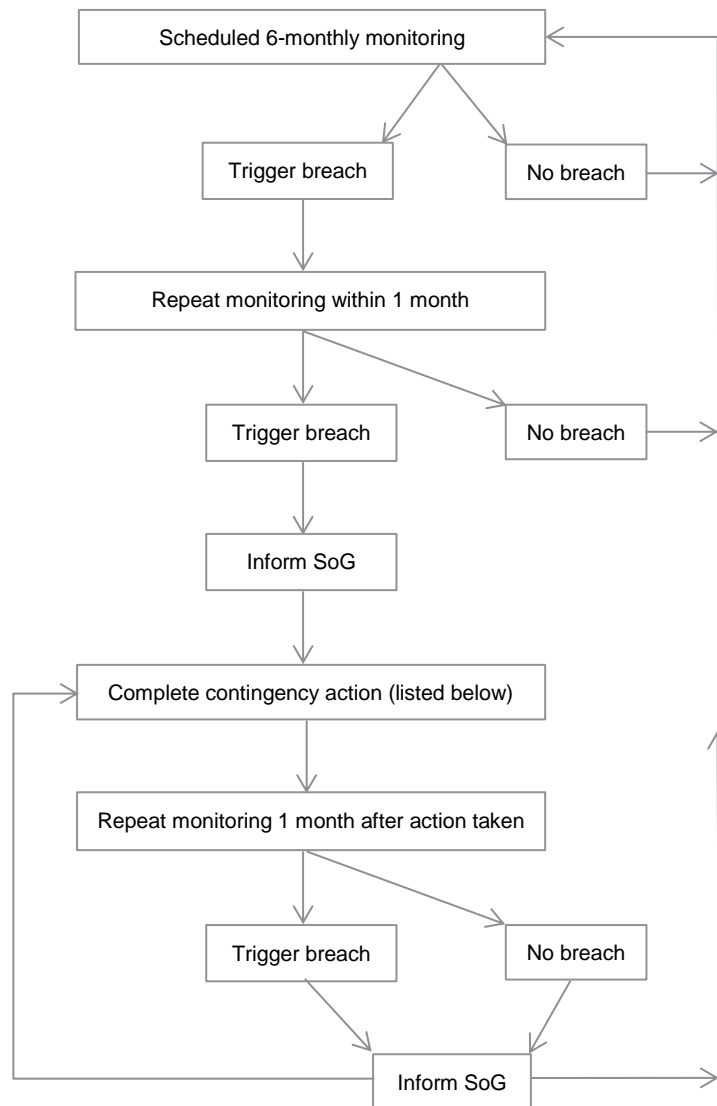 Scheduled 6-monthly monitoring
Trigger breach
No breach
Repeat monitoring within 1 month
Trigger breach
No breach
Inform SoG
Complete contingency action (listed below)
Repeat monitoring 1 month after action taken
Trigger breach
No breach
Inform SoG